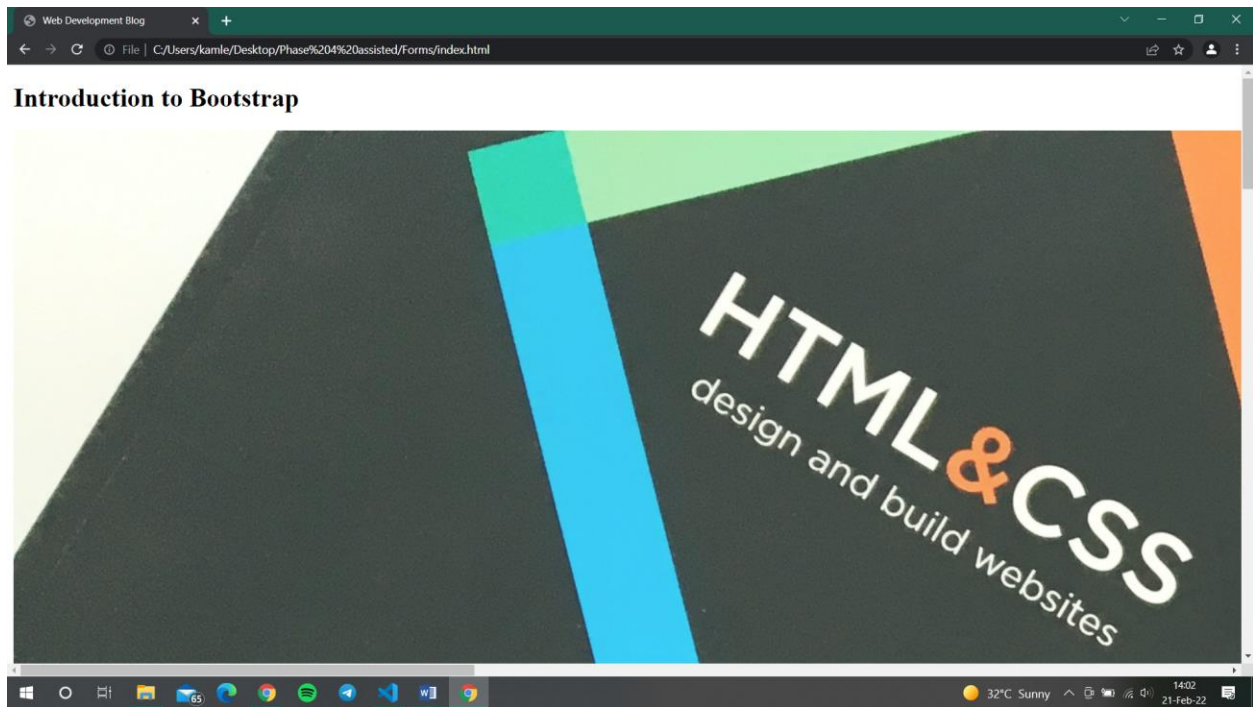 Web Development Blog
File | C:/Users/kamle/Desktop/Phase%204%20assisted/Forms/index.html
Introduction to Bootstrap
HTML&CSS
design and build websites
65
W
32°C Sunny
14:02
21-Feb-22